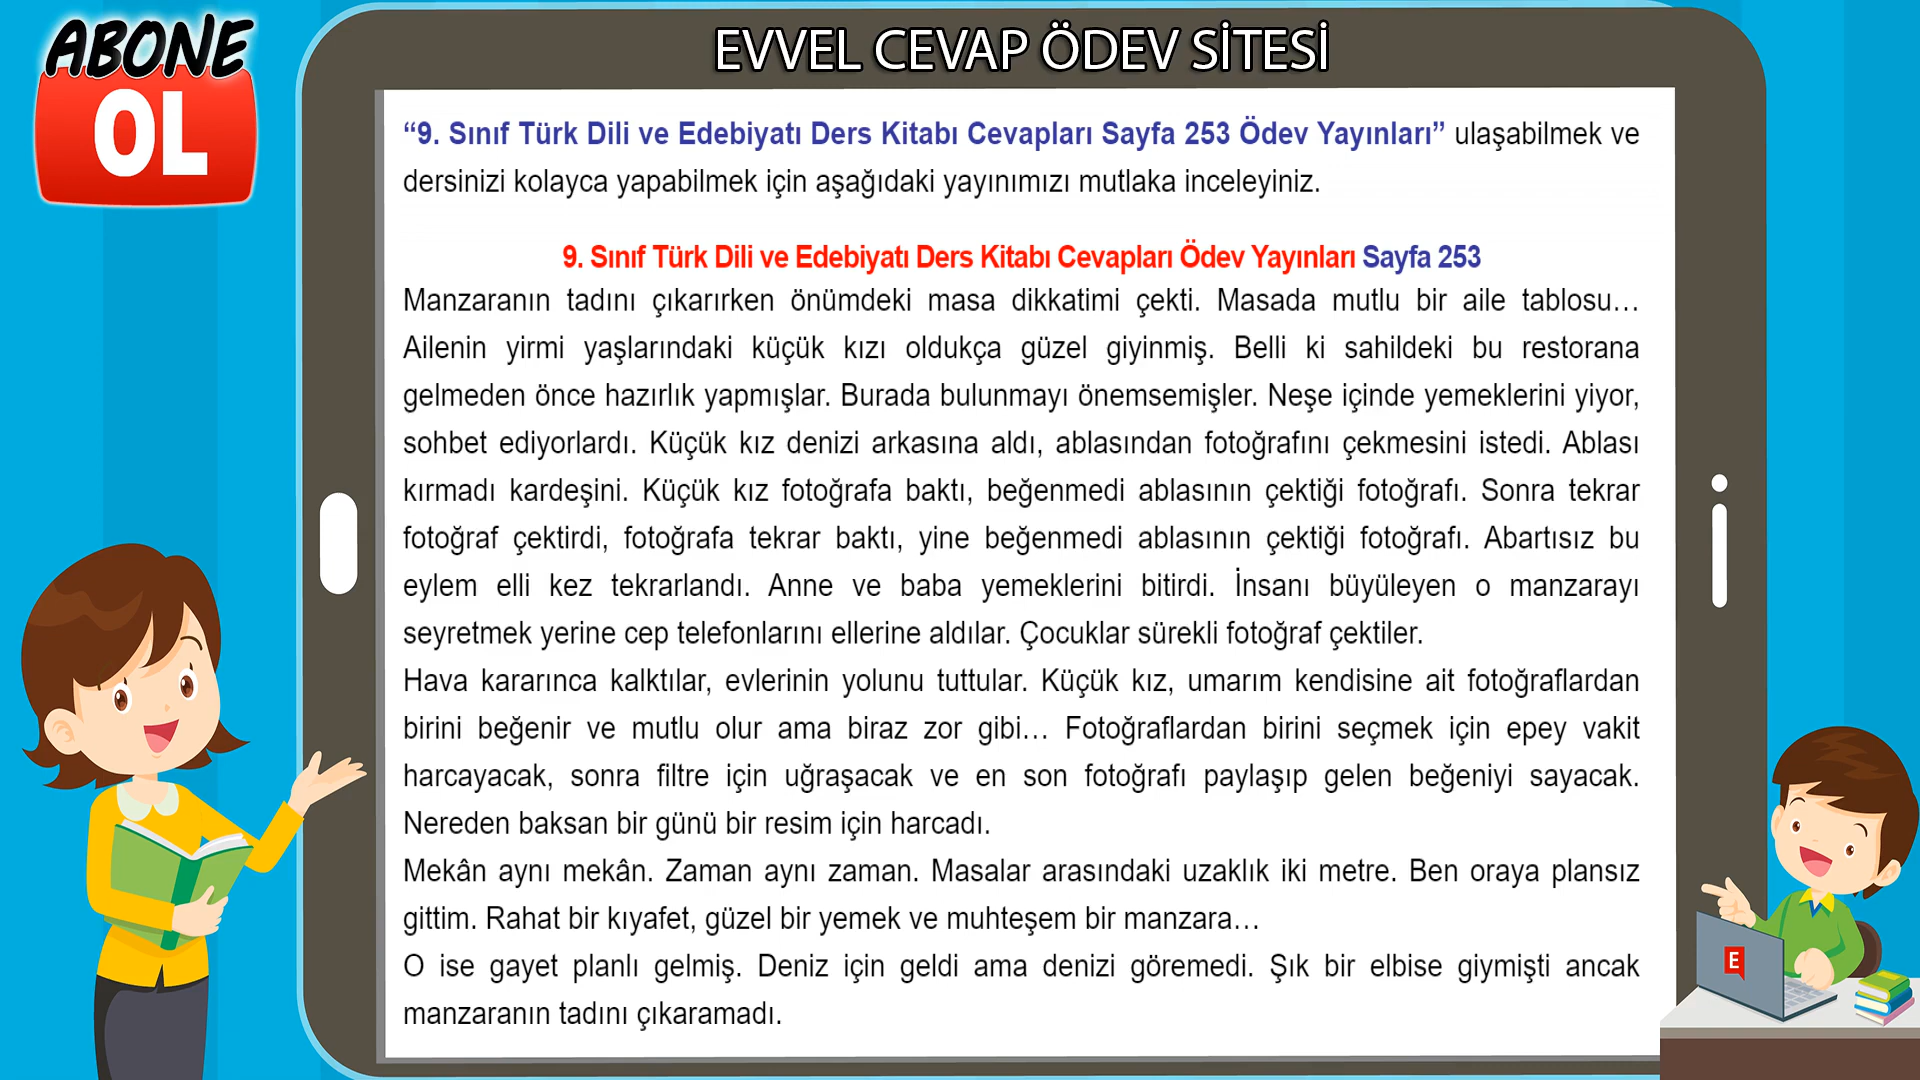 ABONE
OL
EVVEL CEVAP ÖDEV SİTESİ
“9. Sınıf Türk Dili ve Edebiyatı Ders Kitabı Cevapları Sayfa 253 Ödev Yayınları” ulaşabilmek ve
dersinizi kolayca yapabilmek için aşağıdaki yayınımızı mutlaka inceleyiniz.
9. Sınıf Türk Dili ve Edebiyatı Ders Kitabı Cevapları Ödev Yayınları Sayfa 253
Manzaranın tadını çıkarırken önümdeki masa dikkatimi çekti. Masada mutlu bir aile tablosu…
Ailenin yirmi yaşlarındaki küçük kızı oldukça güzel giyinmiş. Belli ki sahildeki bu restorana
gelmeden önce hazırlık yapmışlar. Burada bulunmayı önemsemişler. Neşe içinde yemeklerini yiyor,
sohbet ediyorlardı. Küçük kız denizi arkasına aldı, ablasından fotoğrafını çekmesini istedi. Ablası
kırmadı kardeşini. Küçük kız fotoğrafa baktı, beğenmedi ablasının çektiği fotoğrafı. Sonra tekrar
fotoğraf çektirdi, fotoğrafa tekrar baktı, yine beğenmedi ablasının çektiği fotoğrafı. Abartısız bu
eylem elli kez tekrarlandı. Anne ve baba yemeklerini bitirdi. İnsanı büyüleyen o manzarayı
seyretmek yerine cep telefonlarını ellerine aldılar. Çocuklar sürekli fotoğraf çektiler.
Hava kararınca kalktılar, evlerinin yolunu tuttular. Küçük kız, umarım kendisine ait fotoğraflardan
birini beğenir ve mutlu olur ama biraz zor gibi… Fotoğraflardan birini seçmek için epey vakit
harcayacak, sonra filtre için uğraşacak ve en son fotoğrafı paylaşıp gelen beğeniyi sayacak.
Nereden baksan bir günü bir resim için harcadı.
Mekân aynı mekân. Zaman aynı zaman. Masalar arasındaki uzaklık iki metre. Ben oraya plansız
gittim. Rahat bir kıyafet, güzel bir yemek ve muhteşem bir manzara…
O ise gayet planlı gelmiş. Deniz için geldi ama denizi göremedi. Şık bir elbise giymişti ancak
manzaranın tadını çıkaramadı.
E